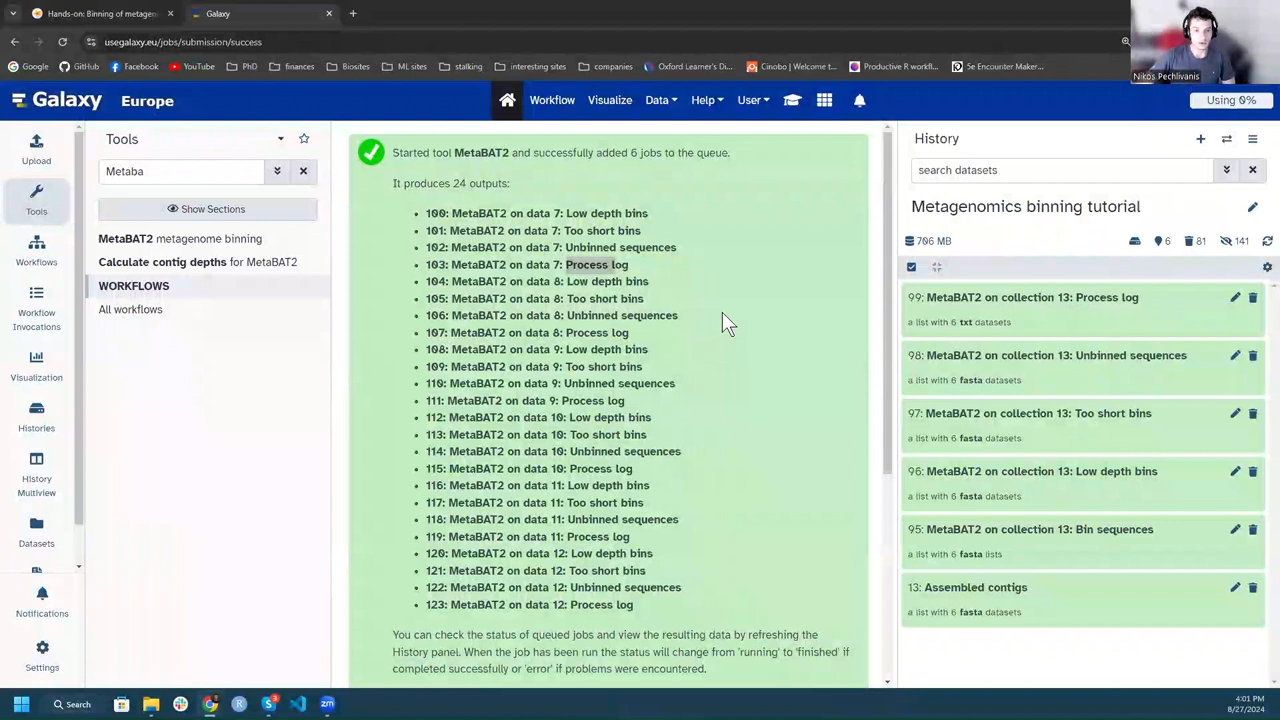 Hands-on: Binning of metagen
Galaxy
usegalaxy.eu/jobs/submission/success
Google
GitHub
Facebook
YouTube
PhD
finances
Biosites
ML sites
stalking
interesting sites
companies
Oxford Learner's Di...
Cinobo | Welcome t...
Productive R workfl...
5e Encounter Maker...
Nikos Pechlivanis
Galaxy Europe
Workflow
Visualize
Data
Help
User
Using 0%
Upload
Tools
Workflows
Workflow
Invocations
Visualization
Histories
History
Multiview
Datasets
Notifications
Settings
Tools
Metaba
Show Sections
MetaBAT2 metagenome binning
Calculate contig depths for MetaBAT2
WORKFLOWS
All workflows
Started tool MetaBAT2 and successfully added 6 jobs to the queue.
It produces 24 outputs:
100: MetaBAT2 on data 7: Low depth bins
101: MetaBAT2 on data 7: Too short bins
102: MetaBAT2 on data 7: Unbinned sequences
103: MetaBAT2 on data 7: Process log
104: MetaBAT2 on data 8: Low depth bins
105: MetaBAT2 on data 8: Too short bins
106: MetaBAT2 on data 8: Unbinned sequences
107: MetaBAT2 on data 8: Process log
108: MetaBAT2 on data 9: Low depth bins
109: MetaBAT2 on data 9: Too short bins
110: MetaBAT2 on data 9: Unbinned sequences
111: MetaBAT2 on data 9: Process log
112: MetaBAT2 on data 10: Low depth bins
113: MetaBAT2 on data 10: Too short bins
114: MetaBAT2 on data 10: Unbinned sequences
115: MetaBAT2 on data 10: Process log
116: MetaBAT2 on data 11: Low depth bins
117: MetaBAT2 on data 11: Too short bins
118: MetaBAT2 on data 11: Unbinned sequences
119: MetaBAT2 on data 11: Process log
120: MetaBAT2 on data 12: Low depth bins
121: MetaBAT2 on data 12: Too short bins
122: MetaBAT2 on data 12: Unbinned sequences
123: MetaBAT2 on data 12: Process log
You can check the status of queued jobs and view the resulting data by refreshing the
History panel. When the job has been run the status will change from 'running' to 'finished' if
completed successfully or 'error' if problems were encountered.
History
search datasets
Metagenomics binning tutorial
706 MB
6
81
141
99: MetaBAT2 on collection 13: Process log
a list with 6 txt datasets
98: MetaBAT2 on collection 13: Unbinned sequences
a list with 6 fasta datasets
97: MetaBAT2 on collection 13: Too short bins
a list with 6 fasta datasets
96: MetaBAT2 on collection 13: Low depth bins
a list with 6 fasta datasets
95: MetaBAT2 on collection 13: Bin sequences
a list with 6 fasta lists
13: Assembled contigs
a list with 6 fasta datasets
Search
4:01 PM
8/27/2024